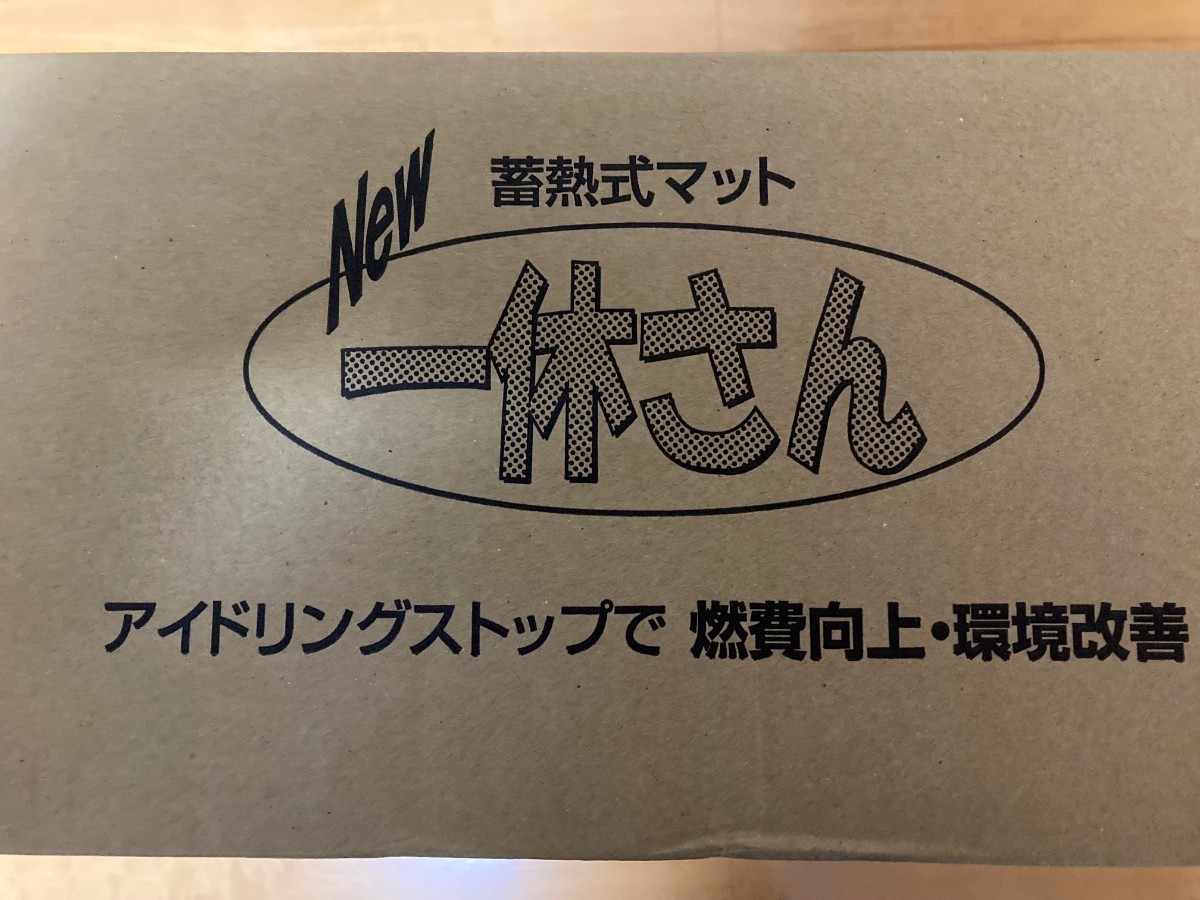 蓄熱式マット
New
一休さん
アイドリングストップで 燃費向上・環境改善